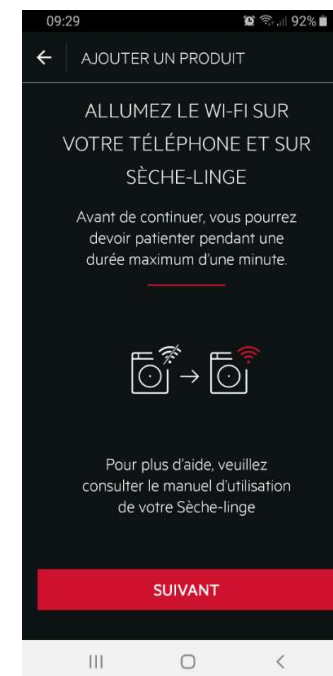 09:29 92%
AJOUTER UN PRODUIT
ALLUMEZ LE WI-FI SUR
VOTRE TÉLÉPHONE ET SUR
SÈCHE-LINGE
Avant de continuer, vous pourrez
devoir patienter pendant une
durée maximum d'une minute.
Pour plus d'aide, veuillez
consulter le manuel d'utilisation
de votre Sèche-linge
SUIVANT